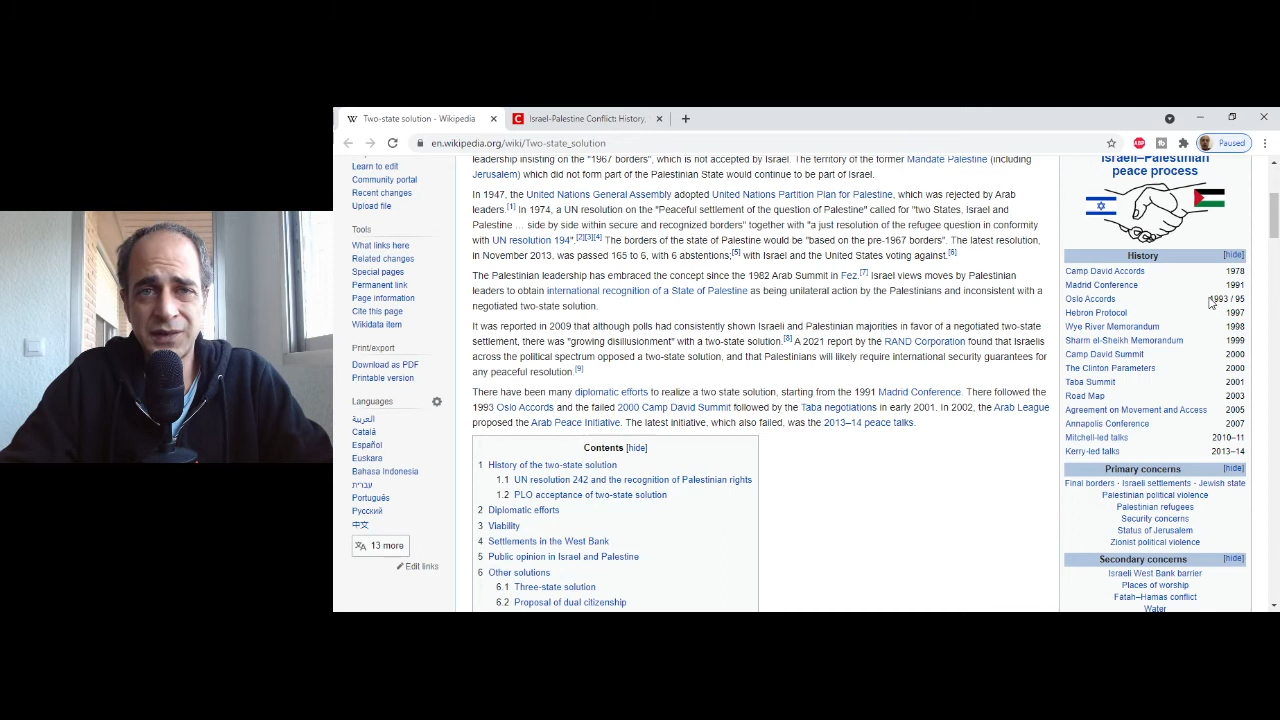 Two-state solution - Wikipedia
Israel-Palestine Conflict: History,
en.wikipedia.org/wiki/Two-state_solution
Paused
Learn to edit
Community portal
Recent changes
Upload file
Tools
What links here
Related changes
Special pages
Permanent link
Page information
Cite this page
Wikidata item
Print/export
Download as PDF
Printable version
Languages
العربية
Català
Español
Euskara
Bahasa Indonesia
עברית
Português
Русский
中文
13 more
Edit links
leadership insisting on the "1967 borders", which is not accepted by Israel. The territory of the former Mandate Palestine (including
Jerusalem) which did not form part of the Palestinian State would continue to be part of Israel.
In 1947, the United Nations General Assembly adopted United Nations Partition Plan for Palestine, which was rejected by Arab
leaders.[1] In 1974, a UN resolution on the "Peaceful settlement of the question of Palestine" called for "two States, Israel and
Palestine … side by side within secure and recognized borders" together with "a just resolution of the refugee question in conformity
with UN resolution 194".[2][3][4] The borders of the state of Palestine would be "based on the pre-1967 borders". The latest resolution,
in November 2013, was passed 165 to 6, with 6 abstentions;[5] with Israel and the United States voting against.[6]
The Palestinian leadership has embraced the concept since the 1982 Arab Summit in Fez.[7] Israel views moves by Palestinian
leaders to obtain international recognition of a State of Palestine as being unilateral action by the Palestinians and inconsistent with a
negotiated two-state solution.
It was reported in 2009 that although polls had consistently shown Israeli and Palestinian majorities in favor of a negotiated two-state
settlement, there was "growing disillusionment" with a two-state solution.[8] A 2021 report by the RAND Corporation found that Israelis
across the political spectrum opposed a two-state solution, and that Palestinians will likely require international security guarantees for
any peaceful resolution.[9]
There have been many diplomatic efforts to realize a two state solution, starting from the 1991 Madrid Conference. There followed the
1993 Oslo Accords and the failed 2000 Camp David Summit followed by the Taba negotiations in early 2001. In 2002, the Arab League
proposed the Arab Peace Initiative. The latest initiative, which also failed, was the 2013–14 peace talks.
Contents [hide]
1 History of the two-state solution
1.1 UN resolution 242 and the recognition of Palestinian rights
1.2 PLO acceptance of two-state solution
2 Diplomatic efforts
3 Viability
4 Settlements in the West Bank
5 Public opinion in Israel and Palestine
6 Other solutions
6.1 Three-state solution
6.2 Proposal of dual citizenship
Israeli–Palestinian
peace process
History [hide]
Camp David Accords 1978
Madrid Conference 1991
Oslo Accords 1993 / 95
Hebron Protocol 1997
Wye River Memorandum 1998
Sharm el-Sheikh Memorandum 1999
Camp David Summit 2000
The Clinton Parameters 2000
Taba Summit 2001
Road Map 2003
Agreement on Movement and Access 2005
Annapolis Conference 2007
Mitchell-led talks 2010–11
Kerry-led talks 2013–14
Primary concerns [hide]
Final borders · Israeli settlements · Jewish state
Palestinian political violence
Palestinian refugees
Security concerns
Status of Jerusalem
Zionist political violence
Secondary concerns [hide]
Israeli West Bank barrier
Places of worship
Fatah–Hamas conflict
Water